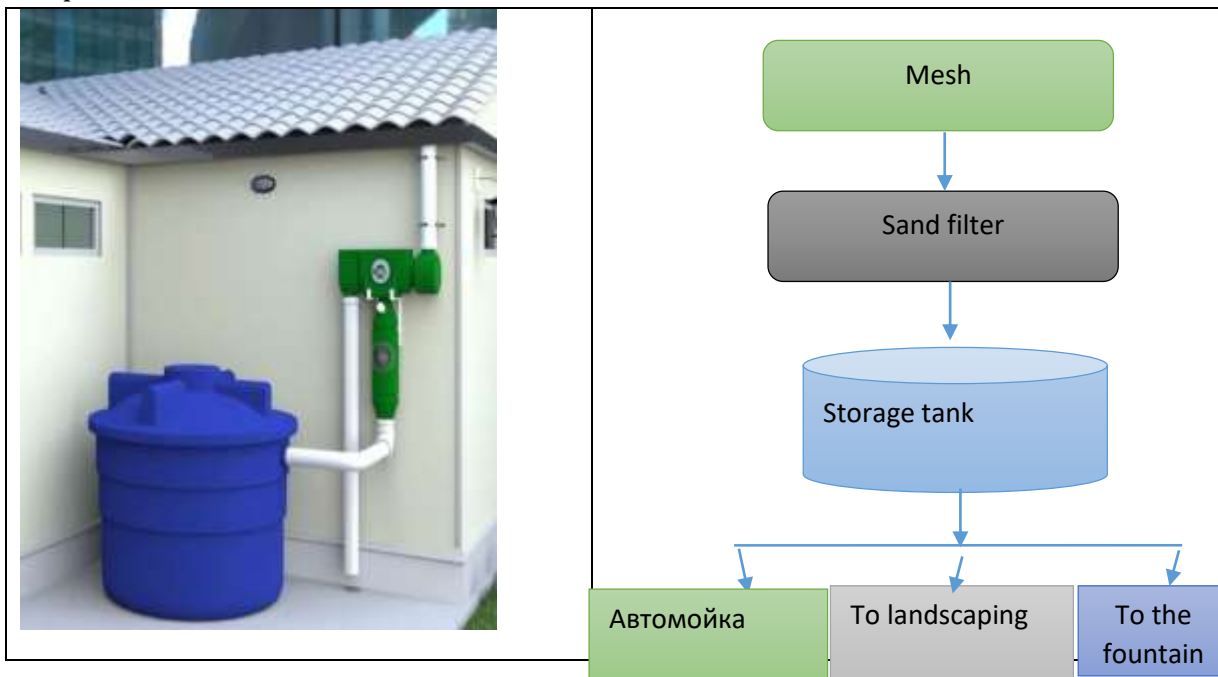 Mesh
Sand filter
Storage tank
Автомойка
To landscaping
To the
fountain